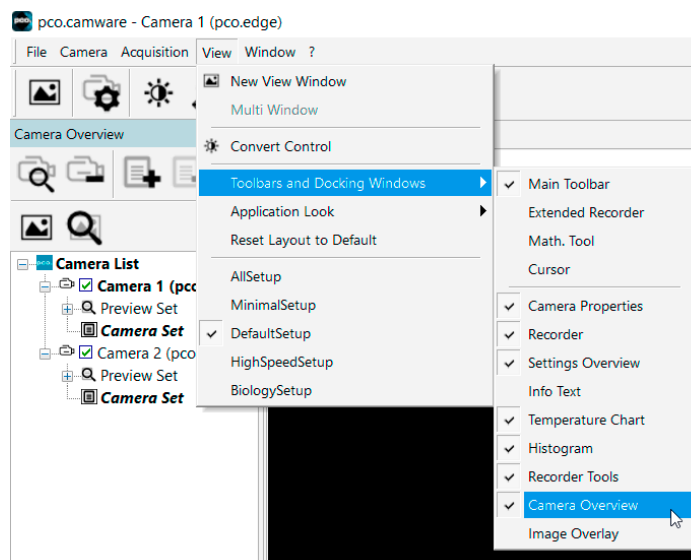 pco. pco.camware - Camera 1 (pco.edge)
File Camera Acquisition View Window ?
Camera Overview
pco. Camera List
Camera 1 (pco
Preview Set
Camera Set
Camera 2 (pco
Preview Set
Camera Set
New View Window
Multi Window
Convert Control
Toolbars and Docking Windows
Application Look
Reset Layout to Default
AllSetup
MinimalSetup
DefaultSetup
HighSpeedSetup
BiologySetup
Main Toolbar
Extended Recorder
Math. Tool
Cursor
Camera Properties
Recorder
Settings Overview
Info Text
Temperature Chart
Histogram
Recorder Tools
Camera Overview
Image Overlay